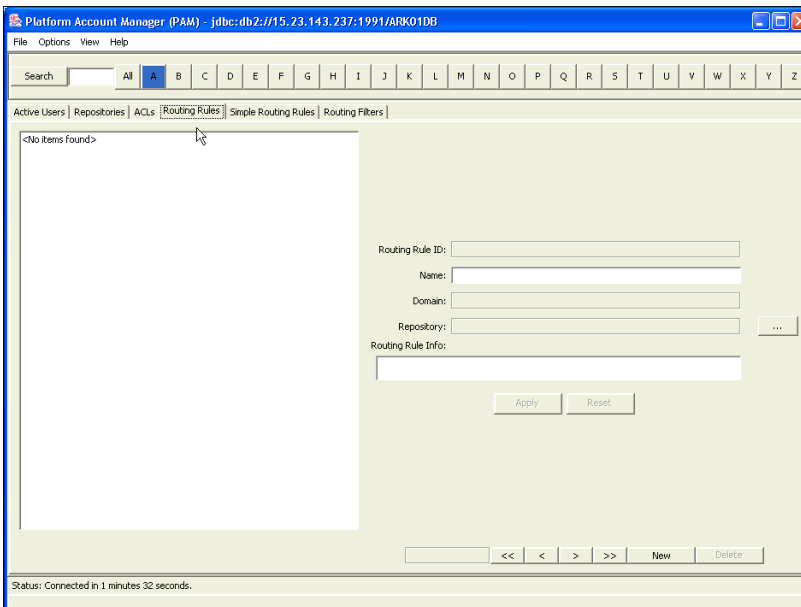 Platform Account Manager (PAM) - jdbc:db2://15.23.143.237:1991/ARK01DB
File Options View Help
Search All A B C D E F G H I J K L M N O P Q R S T U V W X Y Z
Active Users Repositories ACLs Routing Rules Simple Routing Rules Routing Filters
<No items found>
Routing Rule ID:
Name:
Domain:
Repository: ...
Routing Rule Info:
Apply Reset
<< < > >> New Delete
Status: Connected in 1 minutes 32 seconds.